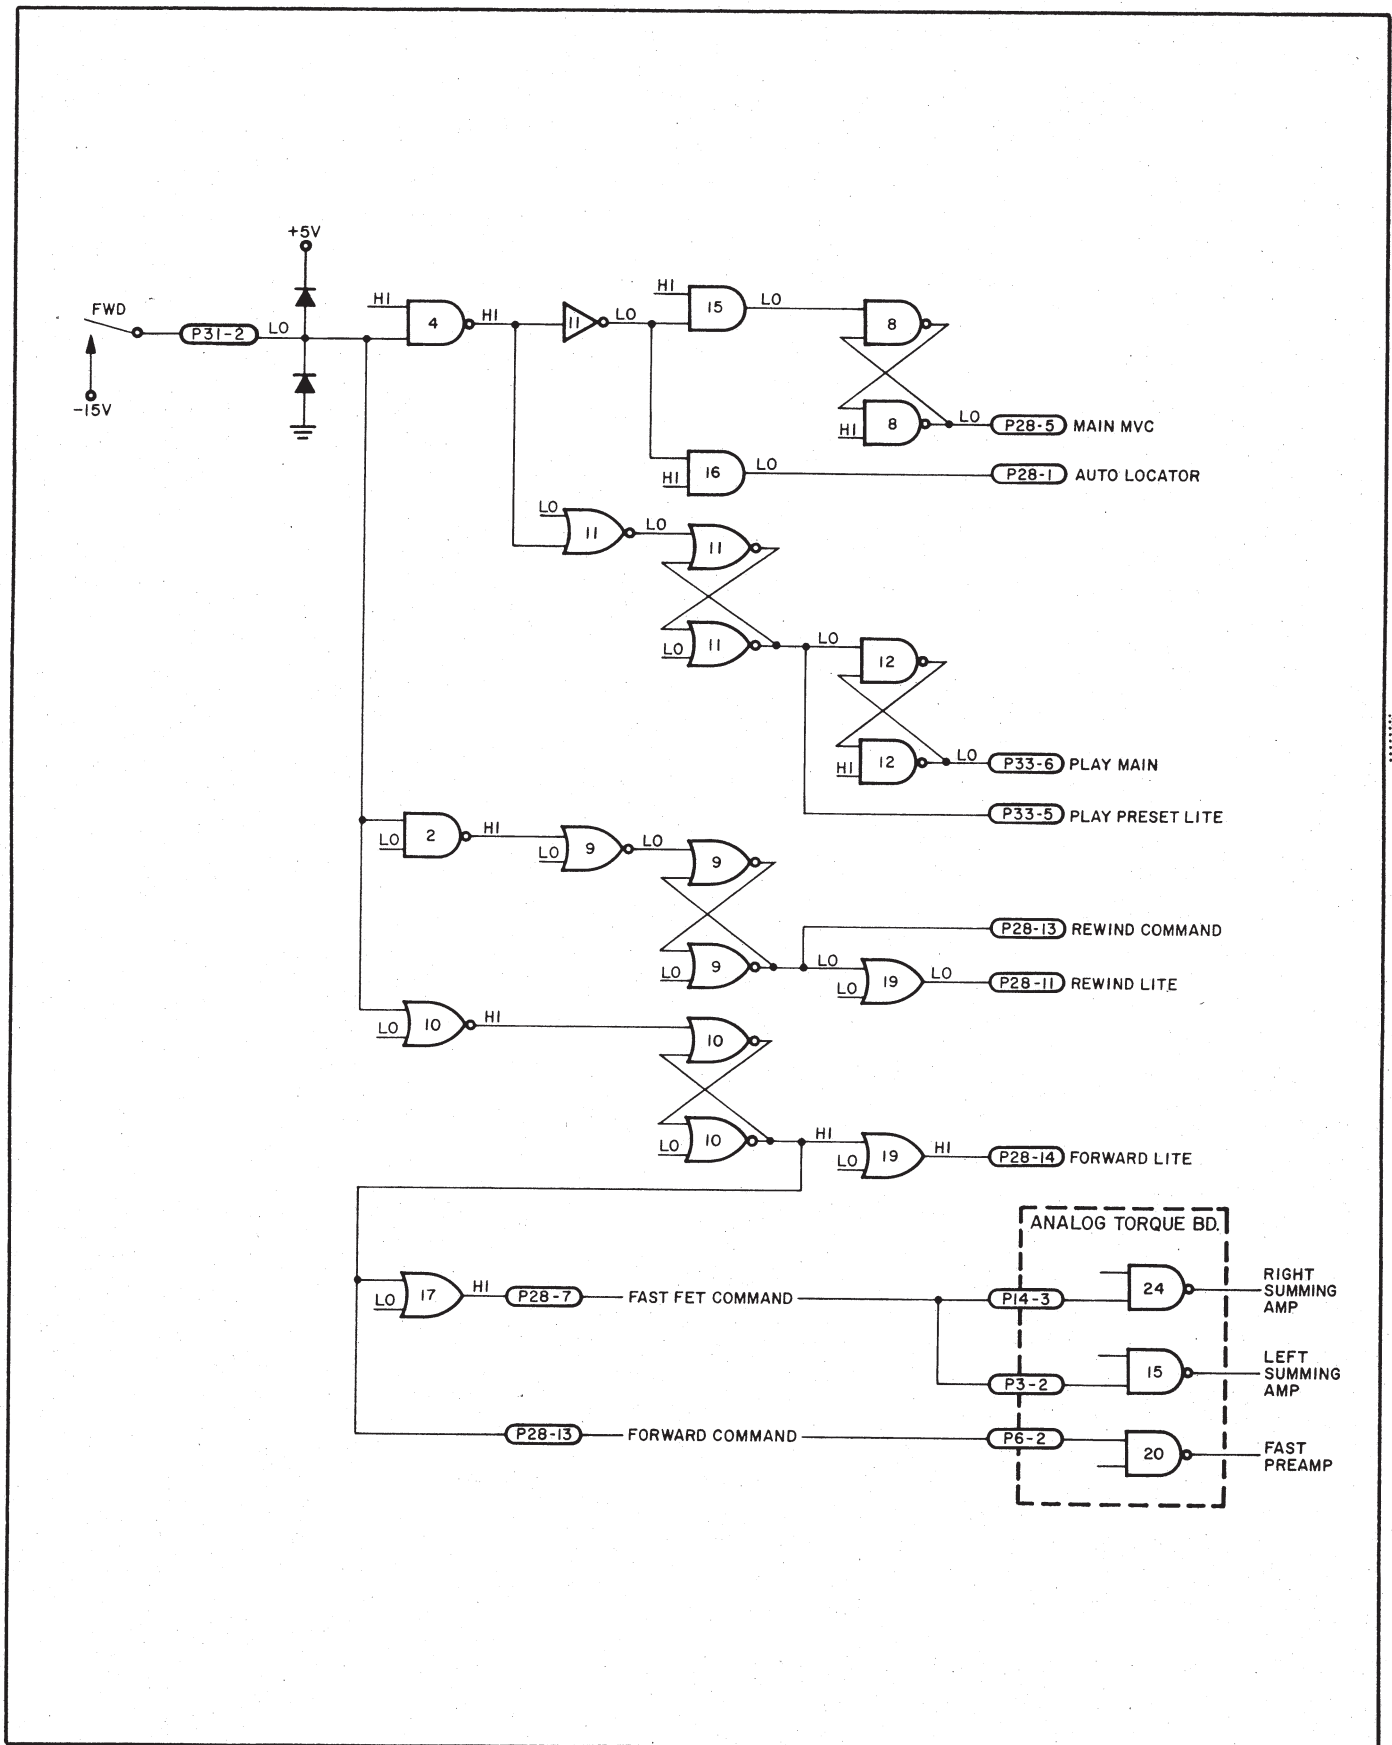 +5V
FWD
P31-2
LO
-15V
HI
4
HI
11
LO
HI
15
LO
8
8
HI
LO
P28-5 MAIN MVC
HI
16
LO
P28-1 AUTO LOCATOR
LO
11
LO
11
11
LO
LO
12
12
HI
LO
P33-6 PLAY MAIN
P33-5 PLAY PRESET LITE
LO
2
HI
LO
9
LO
9
9
LO
P28-13 REWIND COMMAND
LO
LO
19
LO
P28-11 REWIND LITE
LO
10
HI
10
10
LO
HI
LO
19
HI
P28-14 FORWARD LITE
ANALOG TORQUE BD.
LO
17
HI
P28-7 FAST FET COMMAND
P14-3
24
RIGHT
SUMMING
AMP
P3-2
15
LEFT
SUMMING
AMP
P28-13 FORWARD COMMAND
P6-2
20
FAST
PREAMP